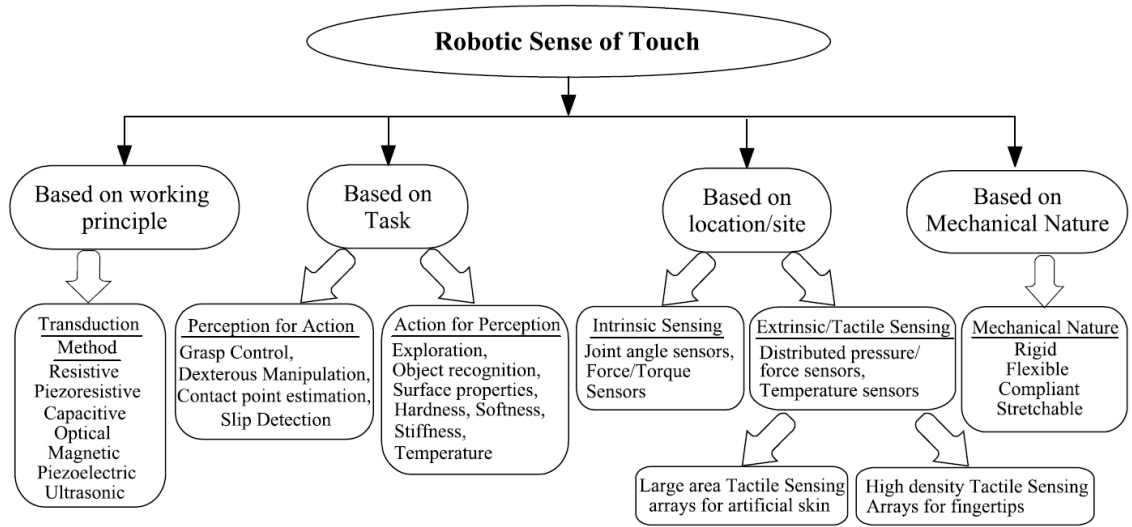 Robotic Sense of Touch
Based on working
principle
Based on
Task
Based on
location/site
Based on
Mechanical Nature
Transduction
Method
Resistive
Piezoresistive
Capacitive
Optical
Magnetic
Piezoelectric
Ultrasonic
Perception for Action
Grasp Control,
Dexterous Manipulation,
Contact point estimation,
Slip Detection
Action for Perception
Exploration,
Object recognition,
Surface properties,
Hardness, Softness,
Stiffness,
Temperature
Intrinsic Sensing
Joint angle sensors,
Force/Torque
Sensors
Extrinsic/Tactile Sensing
Distributed pressure/
force sensors,
Temperature sensors
Mechanical Nature
Rigid
Flexible
Compliant
Stretchable
Large area Tactile Sensing
arrays for artificial skin
High density Tactile Sensing
Arrays for fingertips